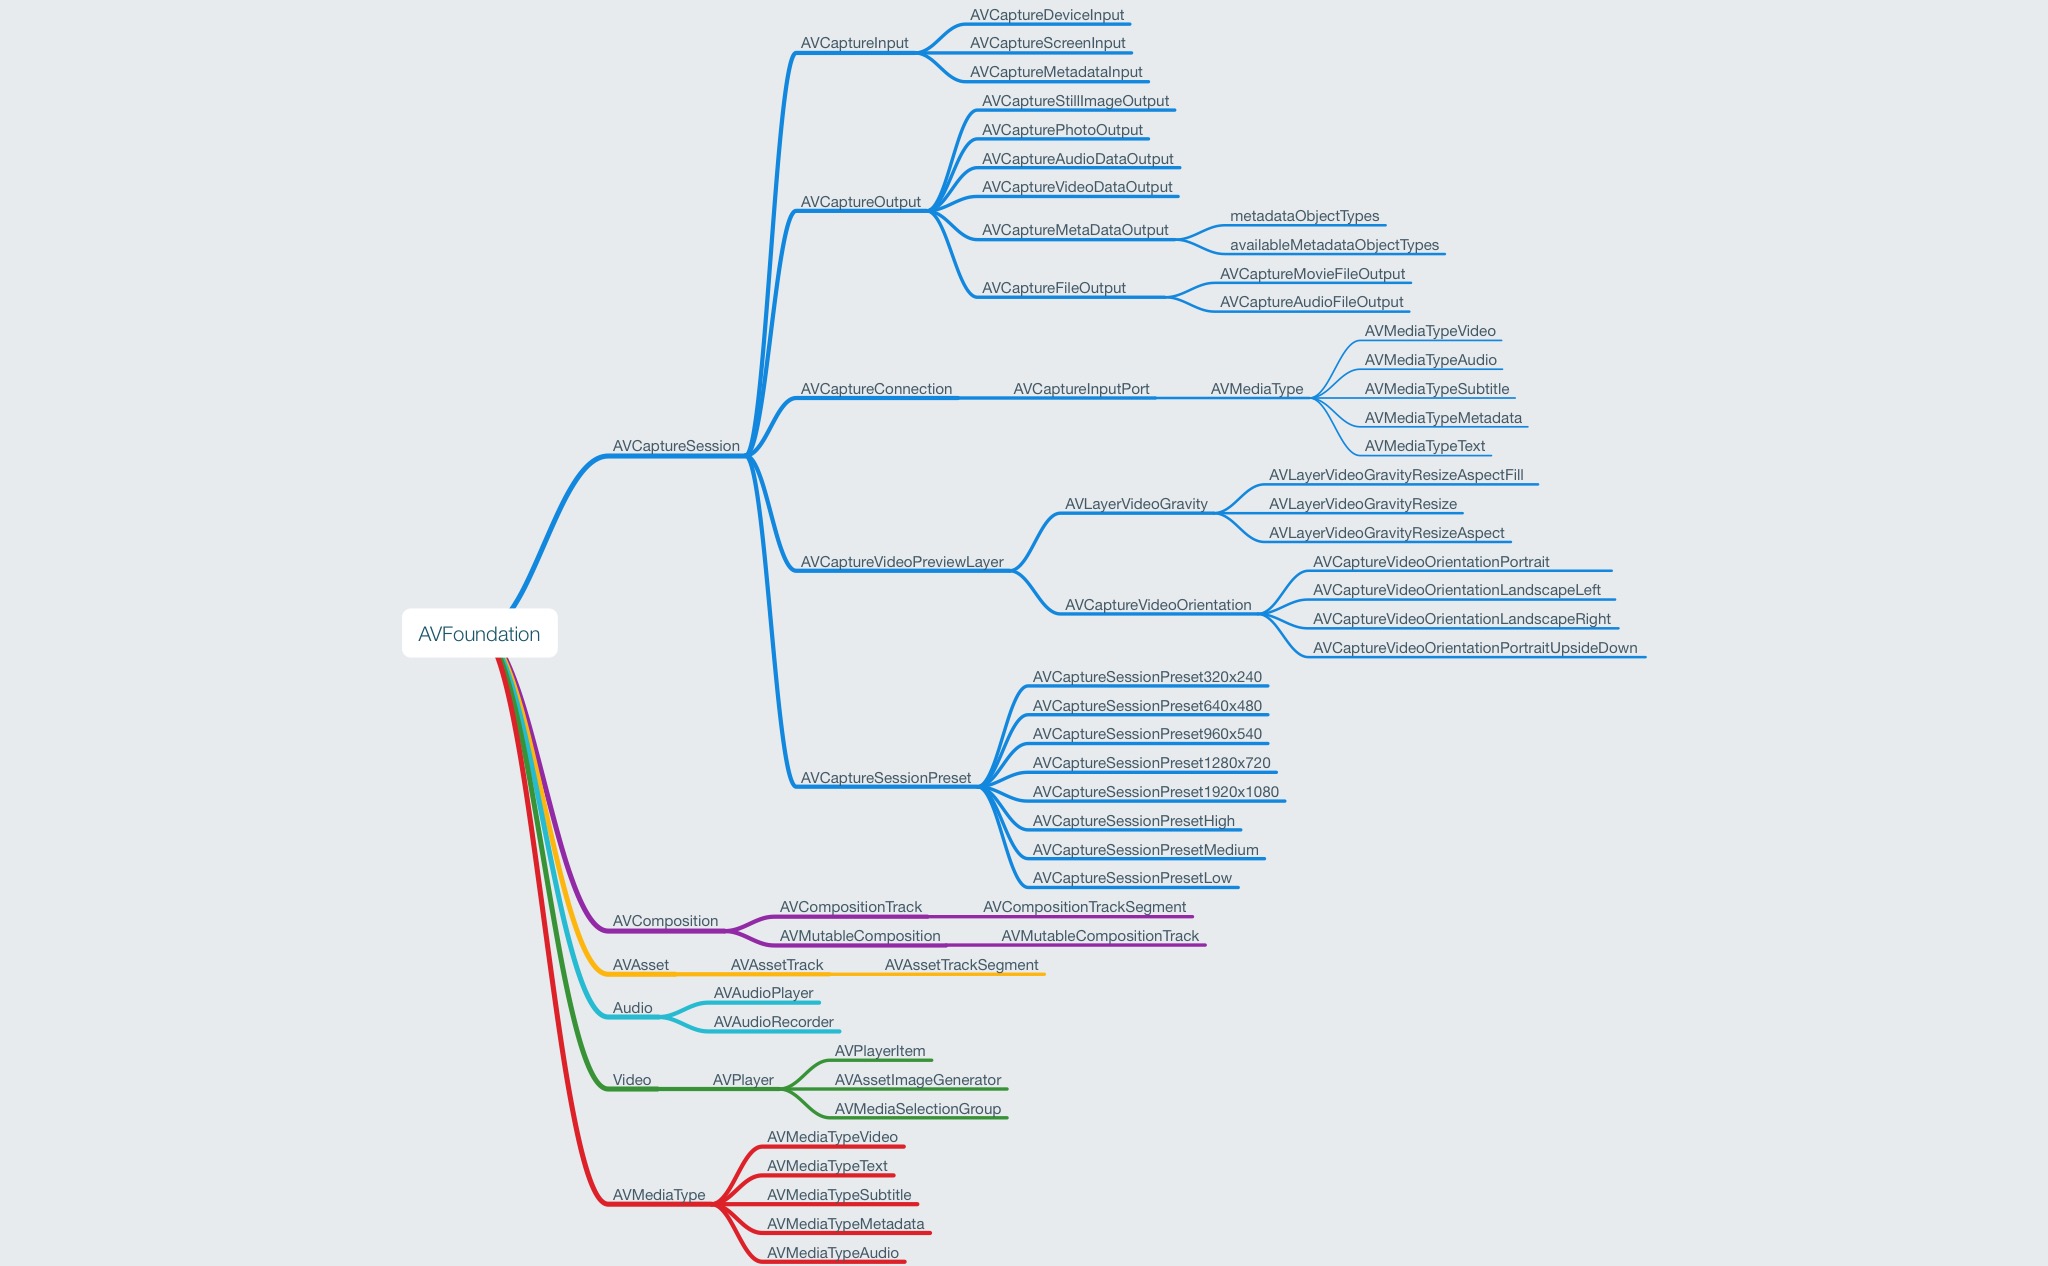 AVFoundation
AVCaptureSession
AVCaptureInput
AVCaptureDeviceInput
AVCaptureScreenInput
AVCaptureMetadataInput
AVCaptureOutput
AVCaptureStillImageOutput
AVCapturePhotoOutput
AVCaptureAudioDataOutput
AVCaptureVideoDataOutput
AVCaptureMetaDataOutput
metadataObjectTypes
availableMetadataObjectTypes
AVCaptureFileOutput
AVCaptureMovieFileOutput
AVCaptureAudioFileOutput
AVCaptureConnection
AVCaptureInputPort
AVMediaType
AVMediaTypeVideo
AVMediaTypeAudio
AVMediaTypeSubtitle
AVMediaTypeMetadata
AVMediaTypeText
AVCaptureVideoPreviewLayer
AVLayerVideoGravity
AVLayerVideoGravityResizeAspectFill
AVLayerVideoGravityResize
AVLayerVideoGravityResizeAspect
AVCaptureVideoOrientation
AVCaptureVideoOrientationPortrait
AVCaptureVideoOrientationLandscapeLeft
AVCaptureVideoOrientationLandscapeRight
AVCaptureVideoOrientationPortraitUpsideDown
AVCaptureSessionPreset
AVCaptureSessionPreset320x240
AVCaptureSessionPreset640x480
AVCaptureSessionPreset960x540
AVCaptureSessionPreset1280x720
AVCaptureSessionPreset1920x1080
AVCaptureSessionPresetHigh
AVCaptureSessionPresetMedium
AVCaptureSessionPresetLow
AVComposition
AVCompositionTrack
AVCompositionTrackSegment
AVMutableComposition
AVMutableCompositionTrack
AVAsset
AVAssetTrack
AVAssetTrackSegment
Audio
AVAudioPlayer
AVAudioRecorder
Video
AVPlayer
AVPlayerItem
AVAssetImageGenerator
AVMediaSelectionGroup
AVMediaType
AVMediaTypeVideo
AVMediaTypeText
AVMediaTypeSubtitle
AVMediaTypeMetadata
AVMediaTypeAudio